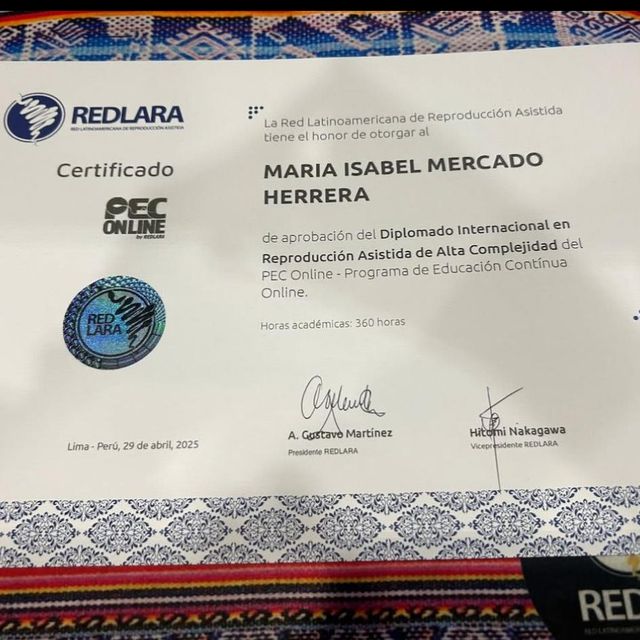 REDLARA
RED LATINOAMERICANA DE REPRODUCCIÓN ASISTIDA
Certificado
PEC
ONLINE
by REDLARA
RED
LARA
Lima - Perú, 29 de abril, 2025
La Red Latinoamericana de Reproducción Asistida
tiene el honor de otorgar al
MARIA ISABEL MERCADO
HERRERA
de aprobación del Diplomado Internacional en
Reproducción Asistida de Alta Complejidad del
PEC Online - Programa de Educación Contínua
Online.
Horas académicas: 360 horas
A. Gustavo Martínez
Presidente REDLARA
Hitomi Nakagawa
Vicepresidente REDLARA
RED